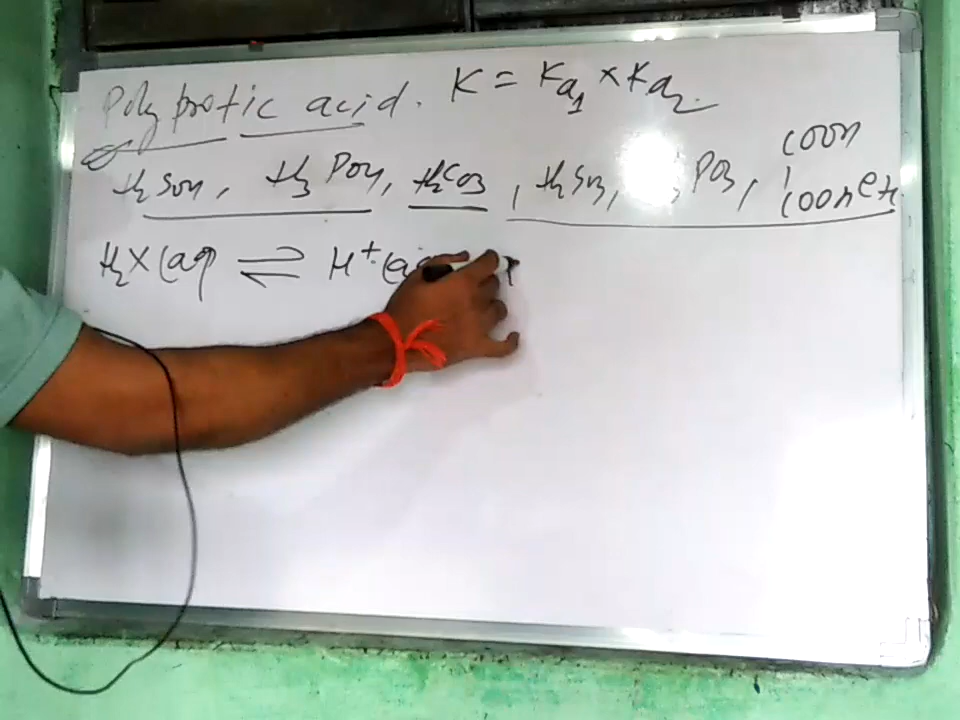 Polyprotic acid. K = Ka1 × Ka2
H2SO4, H3PO4, H2CO3, H2SO3, PO3, COOH
COOH etc.
H2X(aq) ⇌ H+(aq